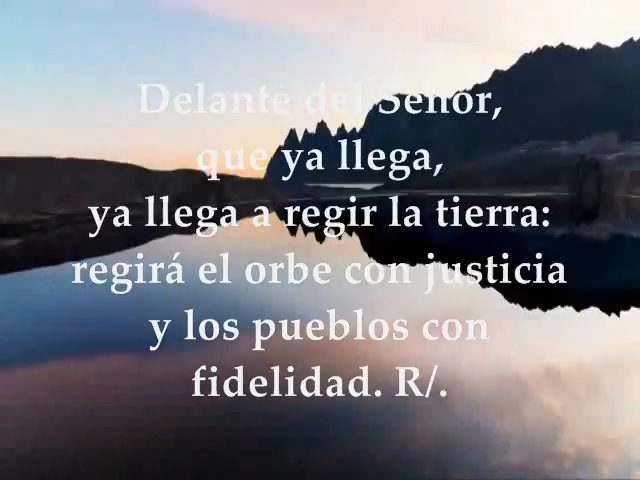 Delante del Señor,
que ya llega,
ya llega a regir la tierra:
regirá el orbe con justicia
y los pueblos con
fidelidad. R/.